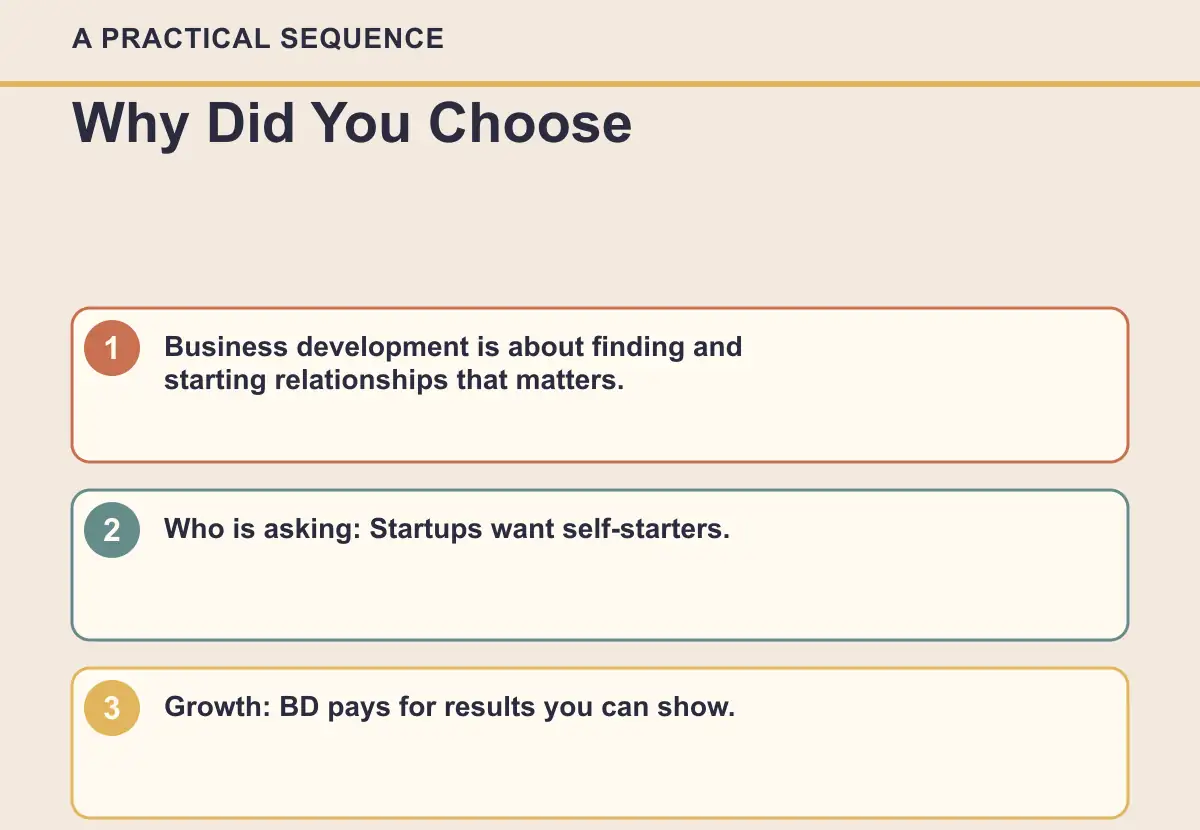 A PRACTICAL SEQUENCE
Why Did You Choose
1
Business development is about finding and
starting relationships that matters.
2
Who is asking: Startups want self-starters.
3
Growth: BD pays for results you can show.